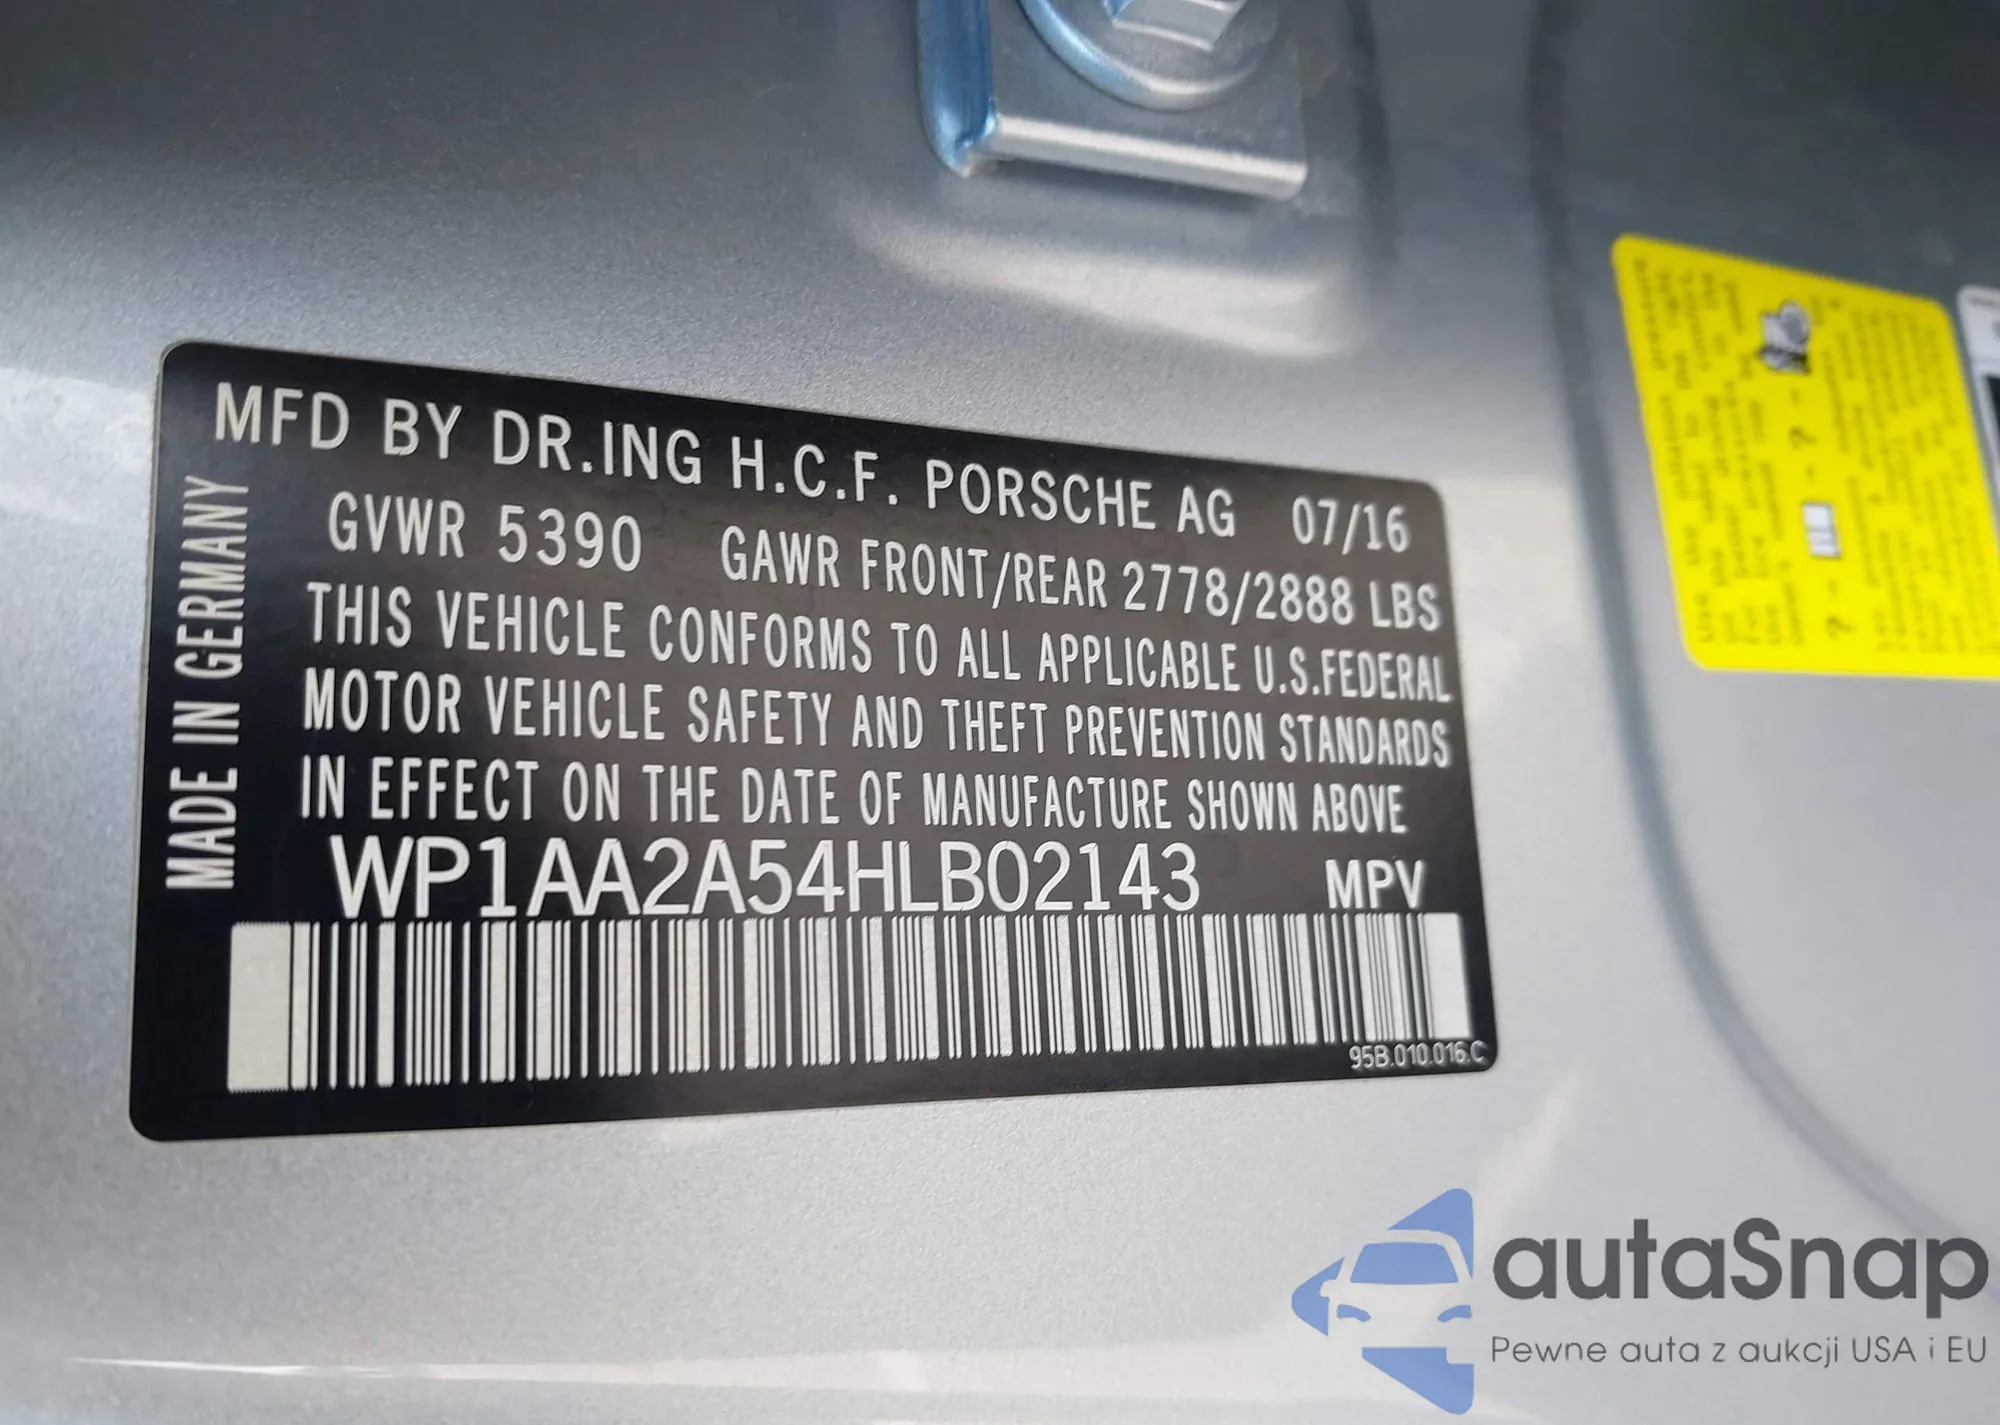 MFD BY DR.ING H.C.F. PORSCHE AG 07/16
GVWR 5390 GAWR FRONT/REAR 2778/2888 LBS
THIS VEHICLE CONFORMS TO ALL APPLICABLE U.S.FEDERAL
MOTOR VEHICLE SAFETY AND THEFT PREVENTION STANDARDS
IN EFFECT ON THE DATE OF MANUFACTURE SHOWN ABOVE
WP1AA2A54HLB02143 MPV
95B.010.016.C
MADE IN GERMANY
autaSnap
Pewne auta z aukcji USA i EU